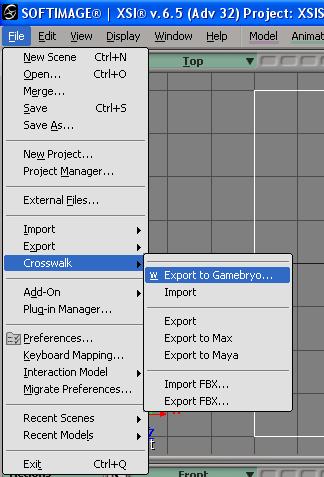 SOFTIMAGE® | XSI® v.6.5 (Adv 32) Project: XSIS
File Edit View Display Window Help Model Animat
Top
New Scene Ctrl+N
Open... Ctrl+O
Merge...
Save Ctrl+S
Save As...
New Project...
Project Manager...
External Files...
Import
Export
Crosswalk
W Export to Gamebryo...
Import
Export
Export to Max
Export to Maya
Import FBX...
Export FBX...
Add-On
Plug-in Manager...
Preferences...
Keyboard Mapping...
Interaction Model
Migrate Preferences...
Recent Scenes
Recent Models
Exit Ctrl+Q
Z
Front